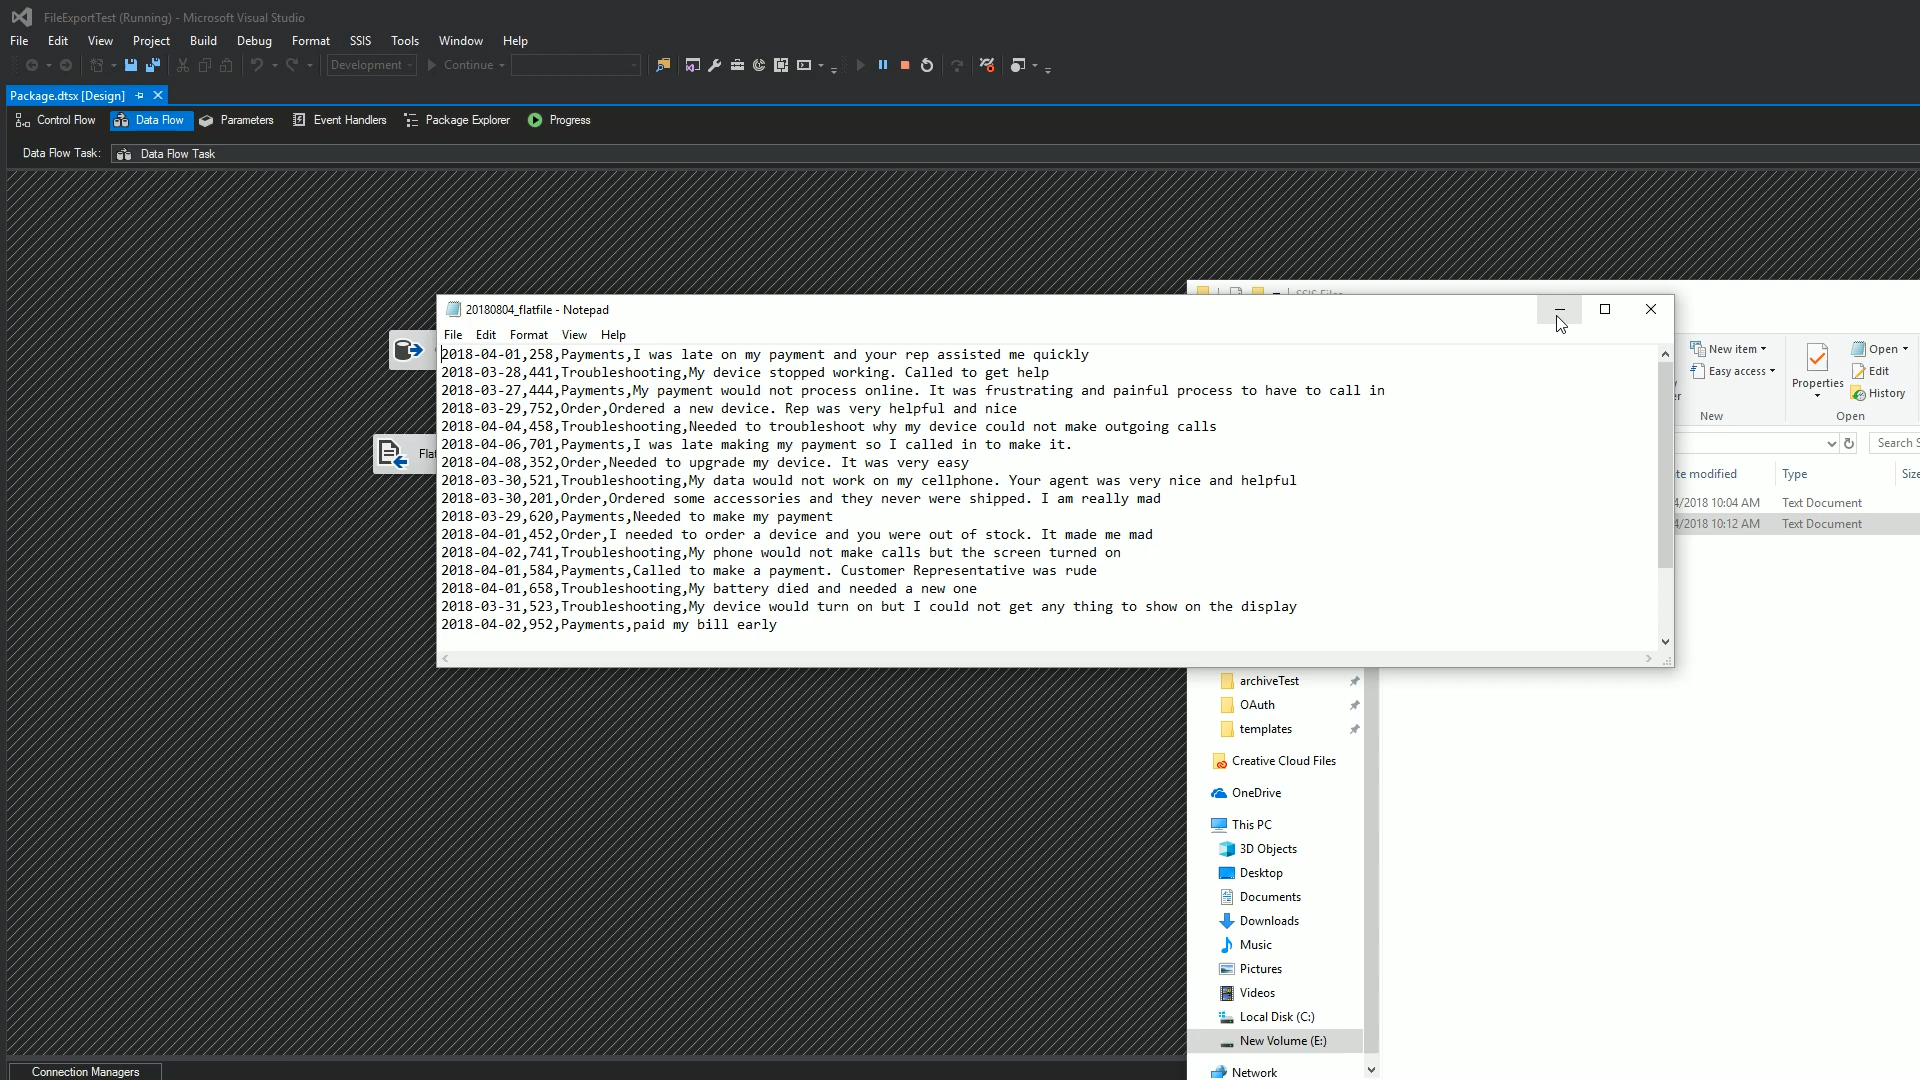 FileExportTest (Running) - Microsoft Visual Studio
File Edit View Project Build Debug Format SSIS Tools Window Help
Development Continue
Package.dtsx [Design]
Control Flow Data Flow Parameters Event Handlers Package Explorer Progress
Data Flow Task: Data Flow Task
20180804_flatfile - Notepad
File Edit Format View Help
2018-04-01,258,Payments,I was late on my payment and your rep assisted me quickly
2018-03-28,441,Troubleshooting,My device stopped working. Called to get help
2018-03-27,444,Payments,My payment would not process online. It was frustrating and painful process to have to call in
2018-03-29,752,Order,Ordered a new device. Rep was very helpful and nice
2018-04-04,458,Troubleshooting,Needed to troubleshoot why my device could not make outgoing calls
2018-04-06,701,Payments,I was late making my payment so I called in to make it.
2018-04-08,352,Order,Needed to upgrade my device. It was very easy
2018-03-30,521,Troubleshooting,My data would not work on my cellphone. Your agent was very nice and helpful
2018-03-30,201,Order,Ordered some accessories and they never were shipped. I am really mad
2018-03-29,620,Payments,Needed to make my payment
2018-04-01,452,Order,I needed to order a device and you were out of stock. It made me mad
2018-04-02,741,Troubleshooting,My phone would not make calls but the screen turned on
2018-04-01,584,Payments,Called to make a payment. Customer Representative was rude
2018-04-01,658,Troubleshooting,My battery died and needed a new one
2018-03-31,523,Troubleshooting,My device would turn on but I could not get any thing to show on the display
2018-04-02,952,Payments,paid my bill early
Flat
New item
Easy access
New
Properties
Open
Edit
History
Open
Search S
te modified Type Size
4/2018 10:04 AM Text Document
4/2018 10:12 AM Text Document
archiveTest
OAuth
templates
Creative Cloud Files
OneDrive
This PC
3D Objects
Desktop
Documents
Downloads
Music
Pictures
Videos
Local Disk (C:)
New Volume (E:)
Network
Connection Managers